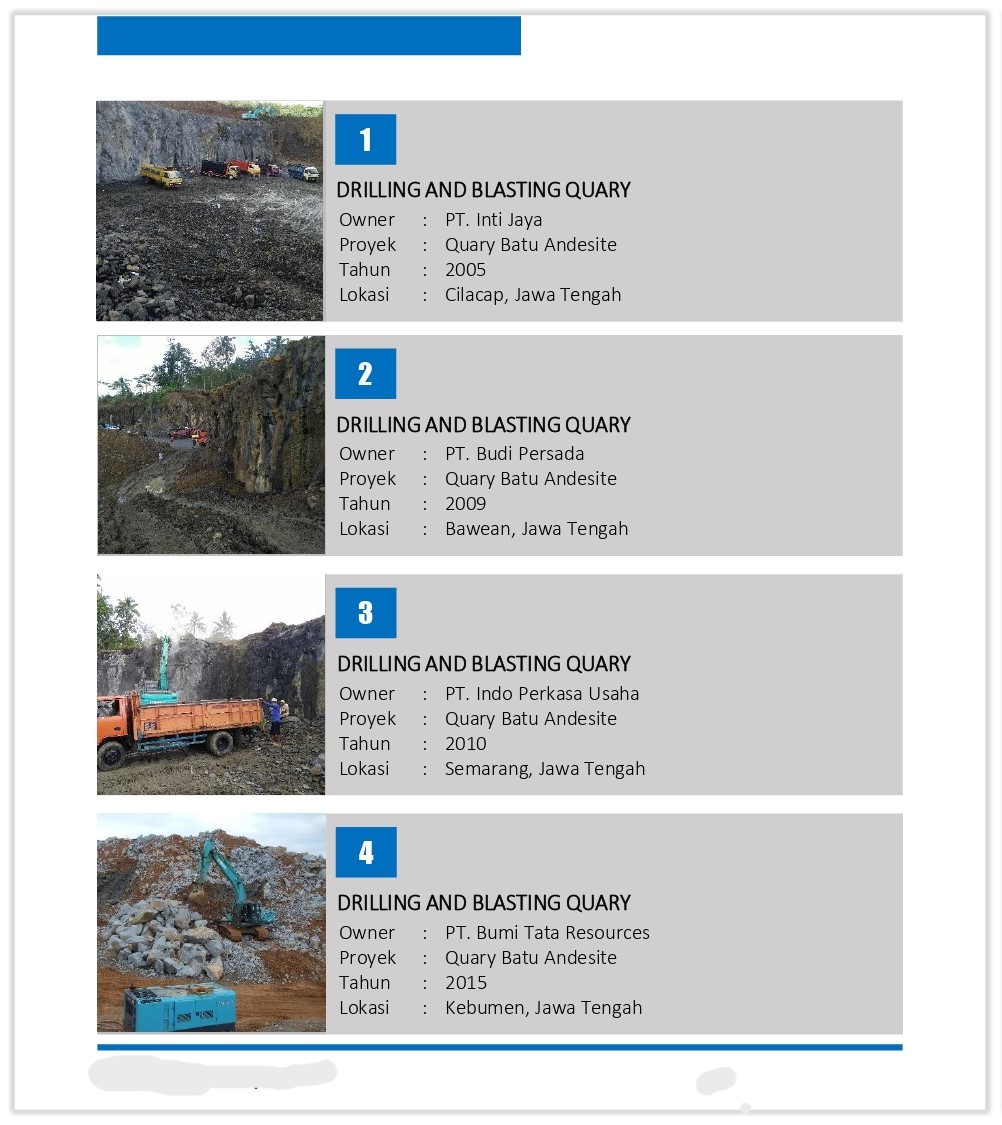 1
DRILLING AND BLASTING QUARY
Owner : PT. Inti Jaya
Proyek : Quary Batu Andesite
Tahun : 2005
Lokasi : Cilacap, Jawa Tengah
2
DRILLING AND BLASTING QUARY
Owner : PT. Budi Persada
Proyek : Quary Batu Andesite
Tahun : 2009
Lokasi : Bawean, Jawa Tengah
3
DRILLING AND BLASTING QUARY
Owner : PT. Indo Perkasa Usaha
Proyek : Quary Batu Andesite
Tahun : 2010
Lokasi : Semarang, Jawa Tengah
4
DRILLING AND BLASTING QUARY
Owner : PT. Bumi Tata Resources
Proyek : Quary Batu Andesite
Tahun : 2015
Lokasi : Kebumen, Jawa Tengah